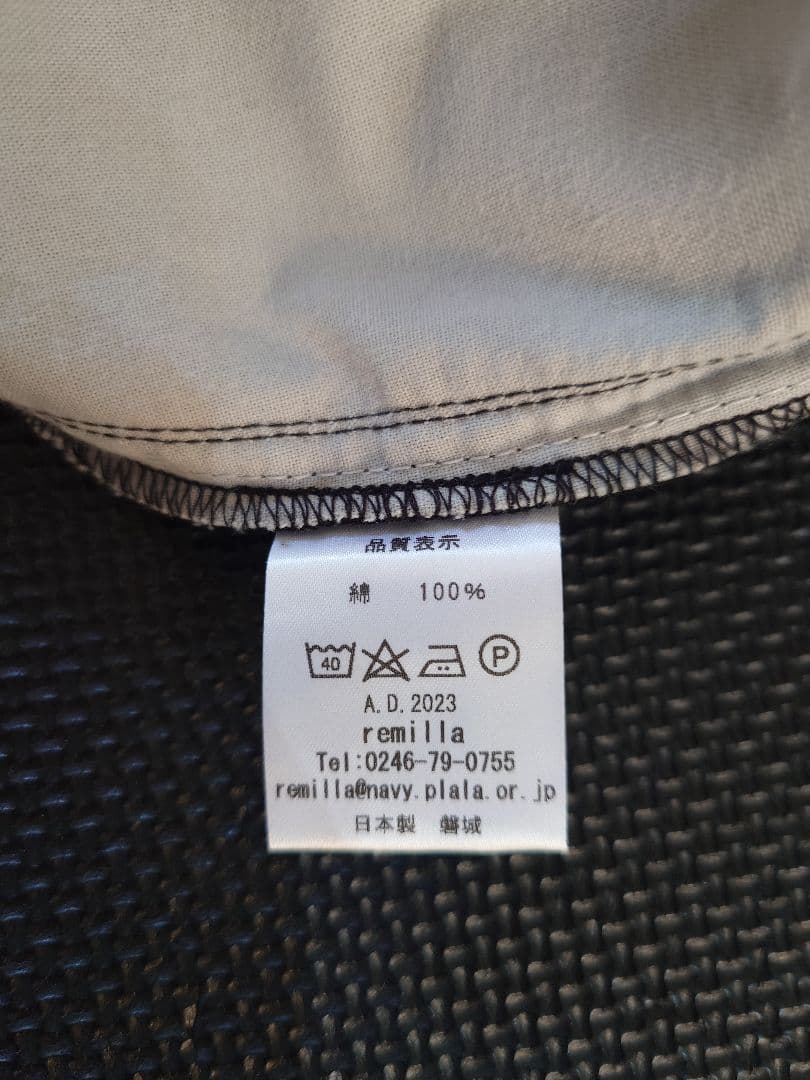 品質表示
綿 100%
40 P
A.D.2023
remilla
Tel:0246-79-0755
remilla@navy.plala.or.jp
日本製 磐城